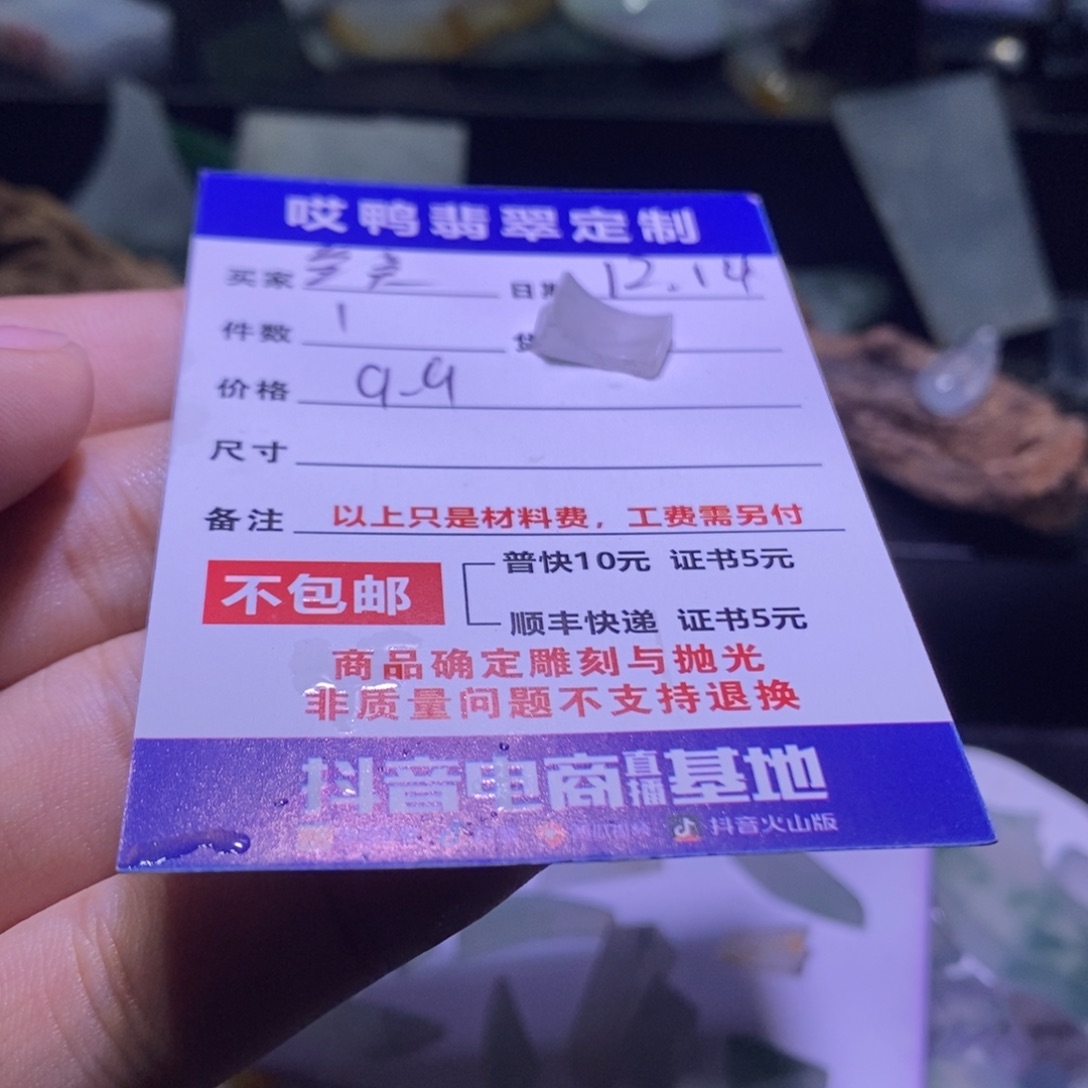 哎鸭翡翠定制
买家 日期 12.14
件数 1 货
价格 9.9
尺寸
备注 以上只是材料费，工费需另付
不包邮 普快10元 证书5元
顺丰快递 证书5元
商品确定雕刻与抛光
非质量问题不支持退换
抖音电商直播基地
抖音火山版